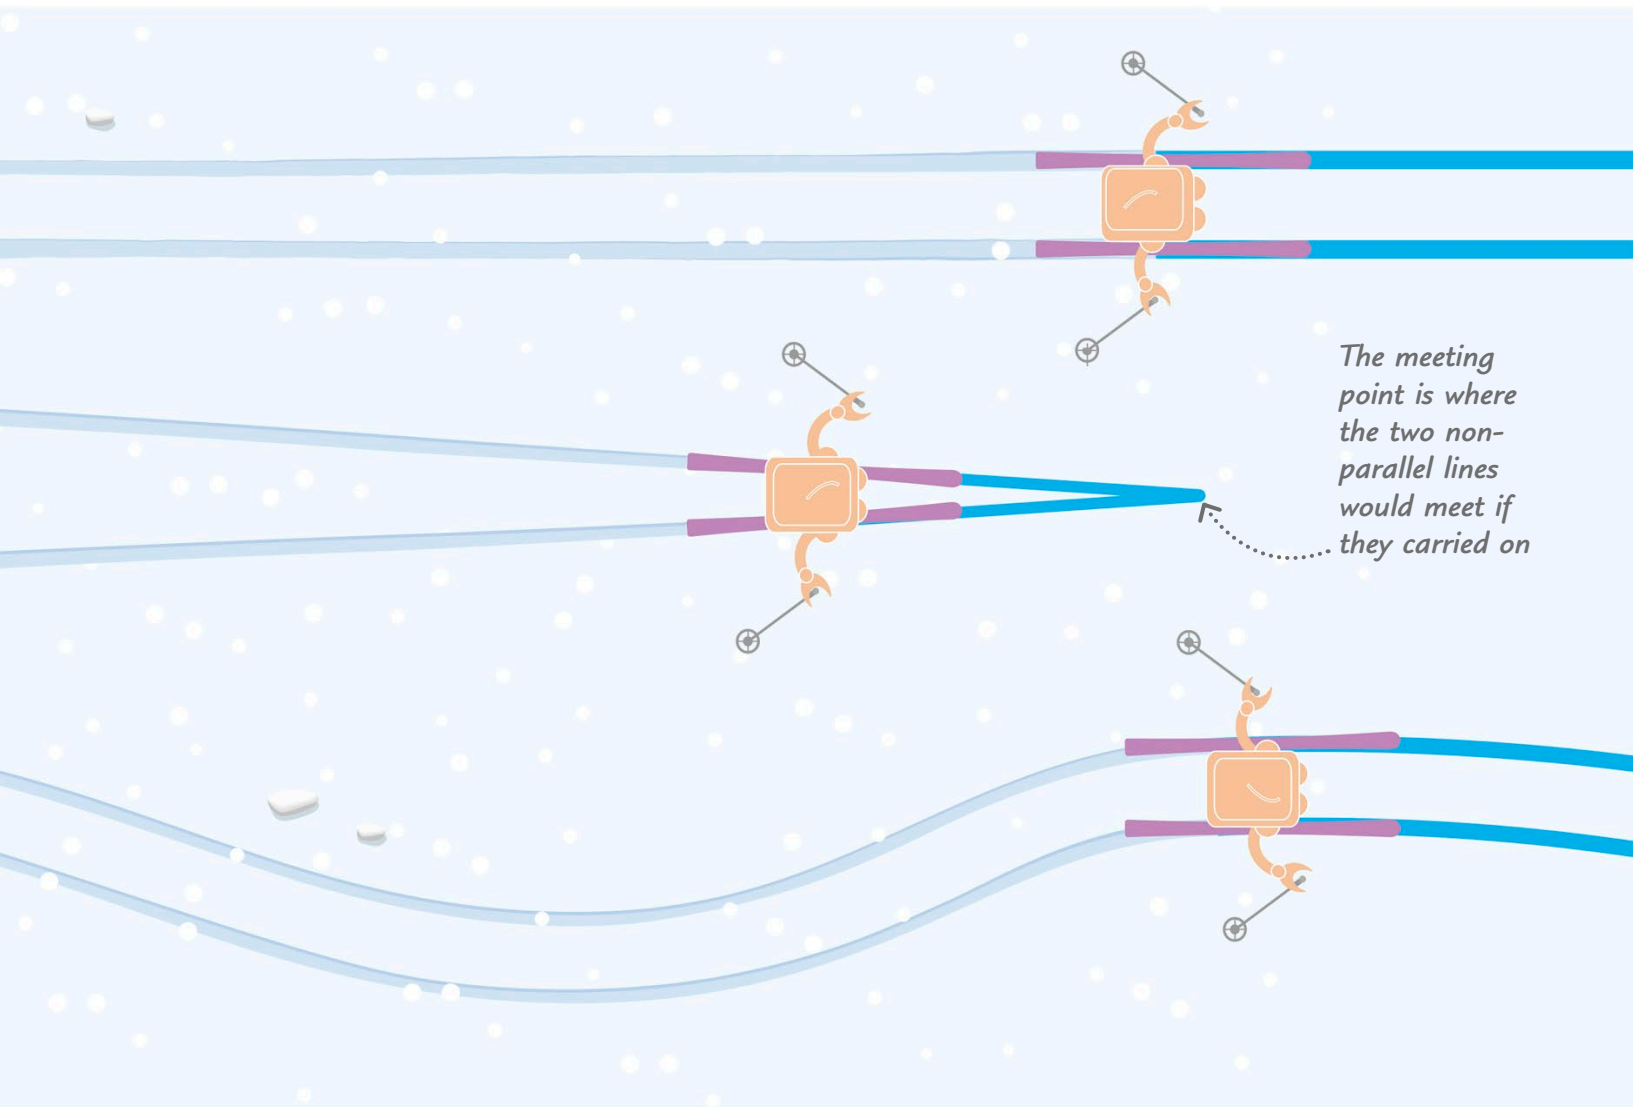 The meeting
point is where
the two non-
parallel lines
would meet if
they carried on